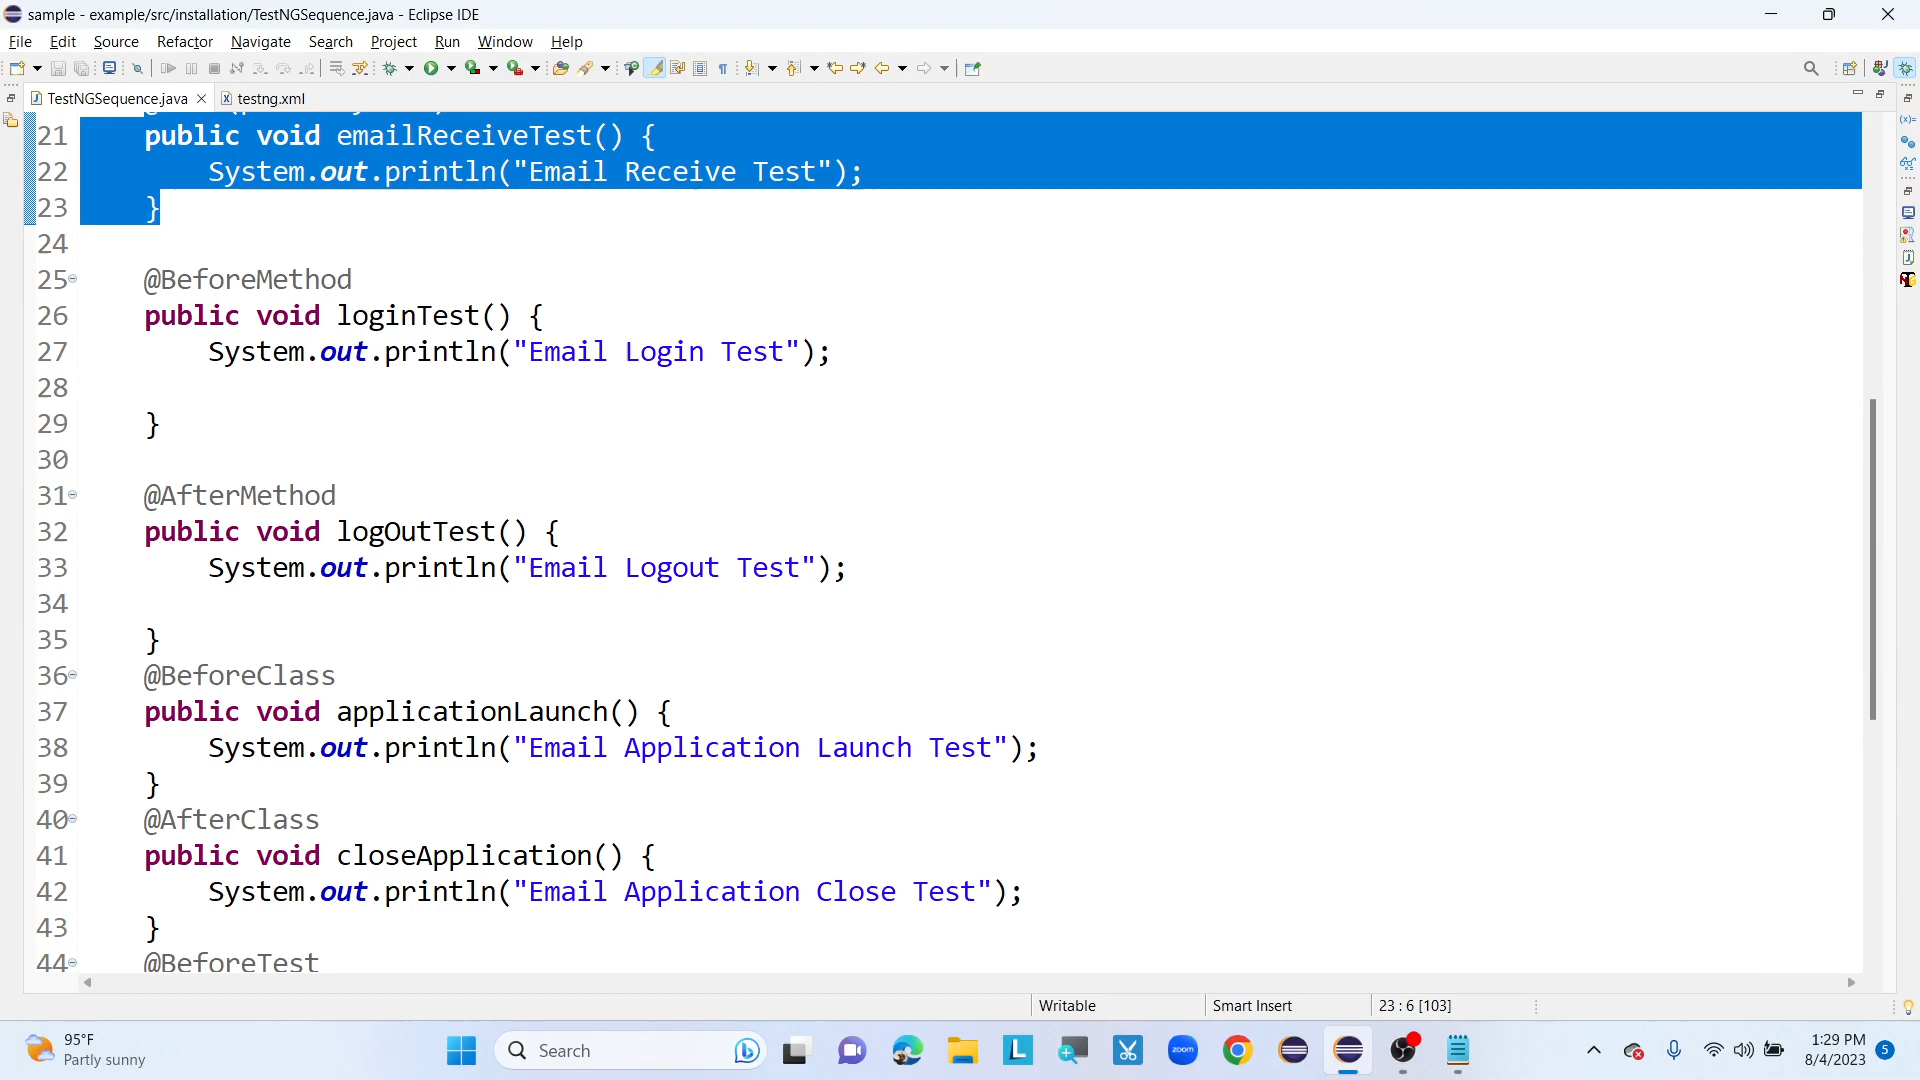 sample - example/src/installation/TestNGSequence.java - Eclipse IDE
File Edit Source Refactor Navigate Search Project Run Window Help
TestNGSequence.java testng.xml
21 public void emailReceiveTest() {
22 System.out.println("Email Receive Test");
23 }
24
25 @BeforeMethod
26 public void loginTest() {
27 System.out.println("Email Login Test");
28
29 }
30
31 @AfterMethod
32 public void logOutTest() {
33 System.out.println("Email Logout Test");
34
35 }
36 @BeforeClass
37 public void applicationLaunch() {
38 System.out.println("Email Application Launch Test");
39 }
40 @AfterClass
41 public void closeApplication() {
42 System.out.println("Email Application Close Test");
43 }
44 @BeforeTest
Writable Smart Insert 23 : 6 [103]
95°F
Partly sunny
Search
zoom
1:29 PM
8/4/2023
5